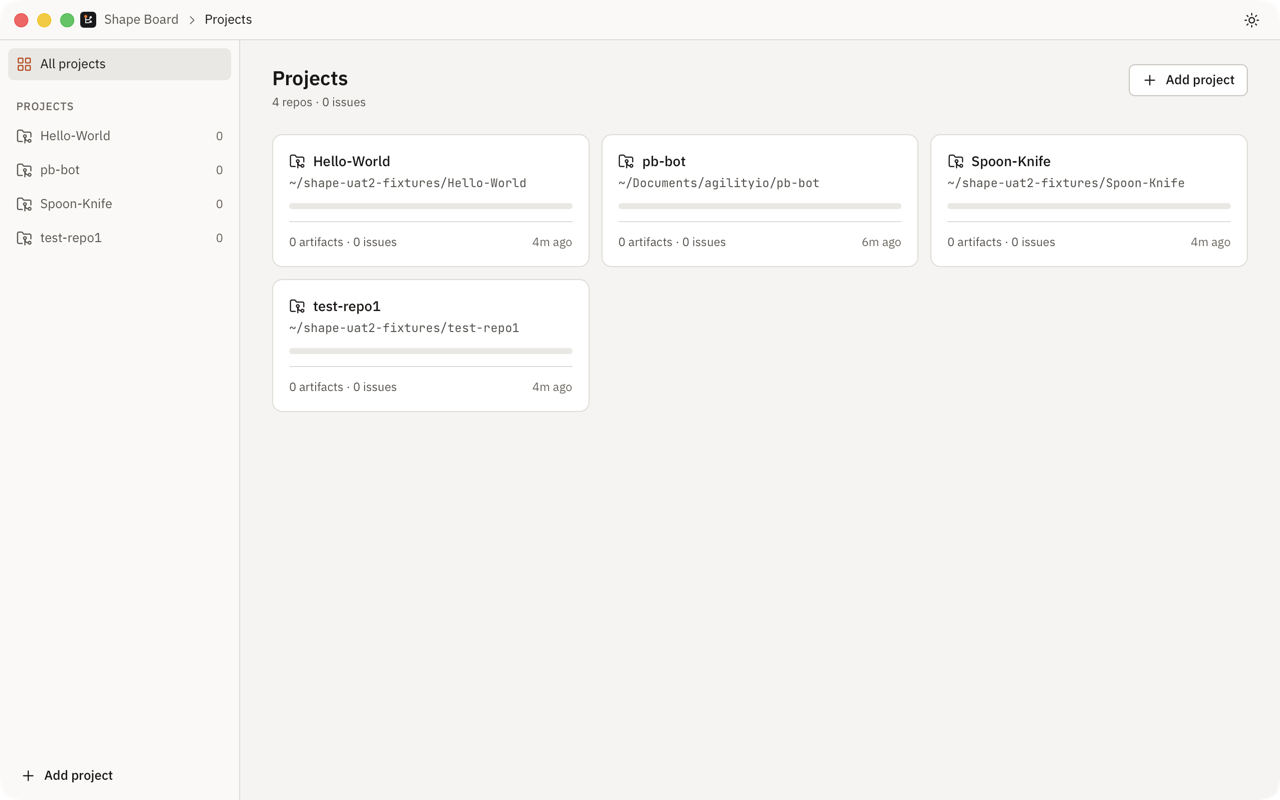 Shape Board > Projects
All projects
PROJECTS
Hello-World 0
pb-bot 0
Spoon-Knife 0
test-repo1 0
Add project
Projects
4 repos · 0 issues
Add project
Hello-World
~/shape-uat2-fixtures/Hello-World
0 artifacts · 0 issues 4m ago
pb-bot
~/Documents/agilityio/pb-bot
0 artifacts · 0 issues 6m ago
Spoon-Knife
~/shape-uat2-fixtures/Spoon-Knife
0 artifacts · 0 issues 4m ago
test-repo1
~/shape-uat2-fixtures/test-repo1
0 artifacts · 0 issues 4m ago